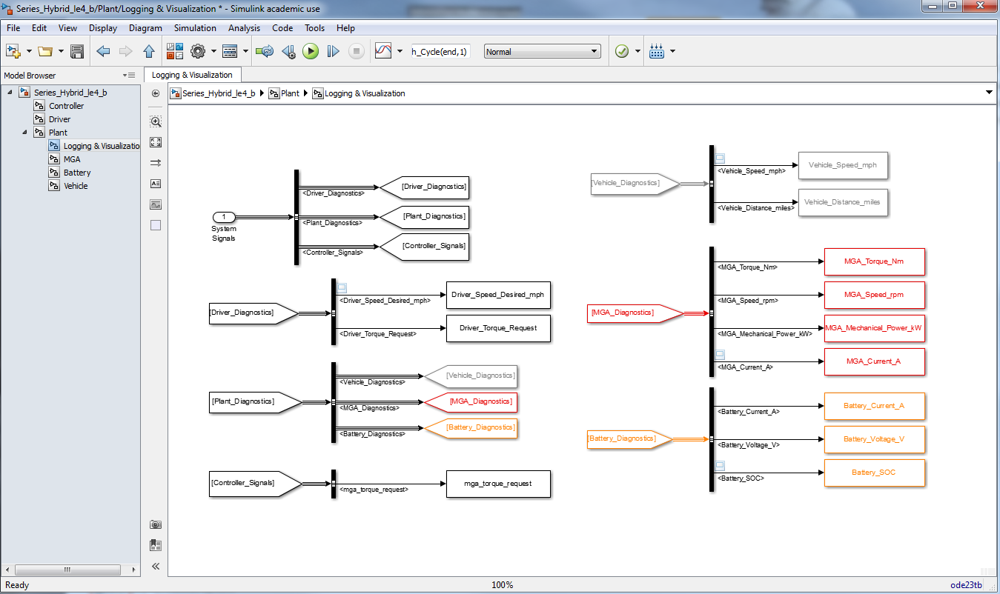 Series_Hybrid_le4_b/Plant/Logging & Visualization * - Simulink academic use
File Edit View Display Diagram Simulation Analysis Code Tools Help
h_Cycle(end,1)
Normal
Model Browser
Logging & Visualization
Series_Hybrid_le4_b
Controller
Driver
Plant
Logging & Visualizatio
MGA
Battery
Vehicle
Series_Hybrid_le4_b Plant Logging & Visualization
1
System
Signals
<Driver_Diagnostics>
[Driver_Diagnostics]
<Plant_Diagnostics>
[Plant_Diagnostics]
<Controller_Signals>
[Controller_Signals]
[Driver_Diagnostics]
<Driver_Speed_Desired_mph>
Driver_Speed_Desired_mph
<Driver_Torque_Request>
Driver_Torque_Request
[Plant_Diagnostics]
<Vehicle_Diagnostics>
[Vehicle_Diagnostics]
<MGA_Diagnostics>
[MGA_Diagnostics]
<Battery_Diagnostics>
[Battery_Diagnostics]
[Controller_Signals]
<mga_torque_request>
mga_torque_request
[Vehicle_Diagnostics]
<Vehicle_Speed_mph>
Vehicle_Speed_mph
<Vehicle_Distance_miles>
Vehicle_Distance_miles
[MGA_Diagnostics]
<MGA_Torque_Nm>
MGA_Torque_Nm
<MGA_Speed_rpm>
MGA_Speed_rpm
<MGA_Mechanical_Power_kW>
MGA_Mechanical_Power_kW
<MGA_Current_A>
MGA_Current_A
[Battery_Diagnostics]
<Battery_Current_A>
Battery_Current_A
<Battery_Voltage_V>
Battery_Voltage_V
<Battery_SOC>
Battery_SOC
Ready
100%
ode23tb